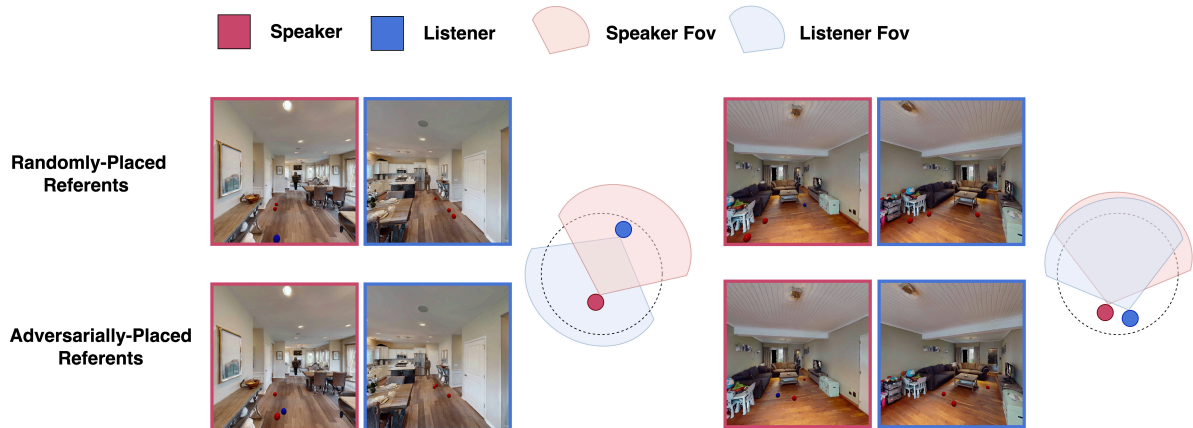 Speaker
Listener
Speaker Fov
Listener Fov
Randomly-Placed
Referents
Adversarially-Placed
Referents